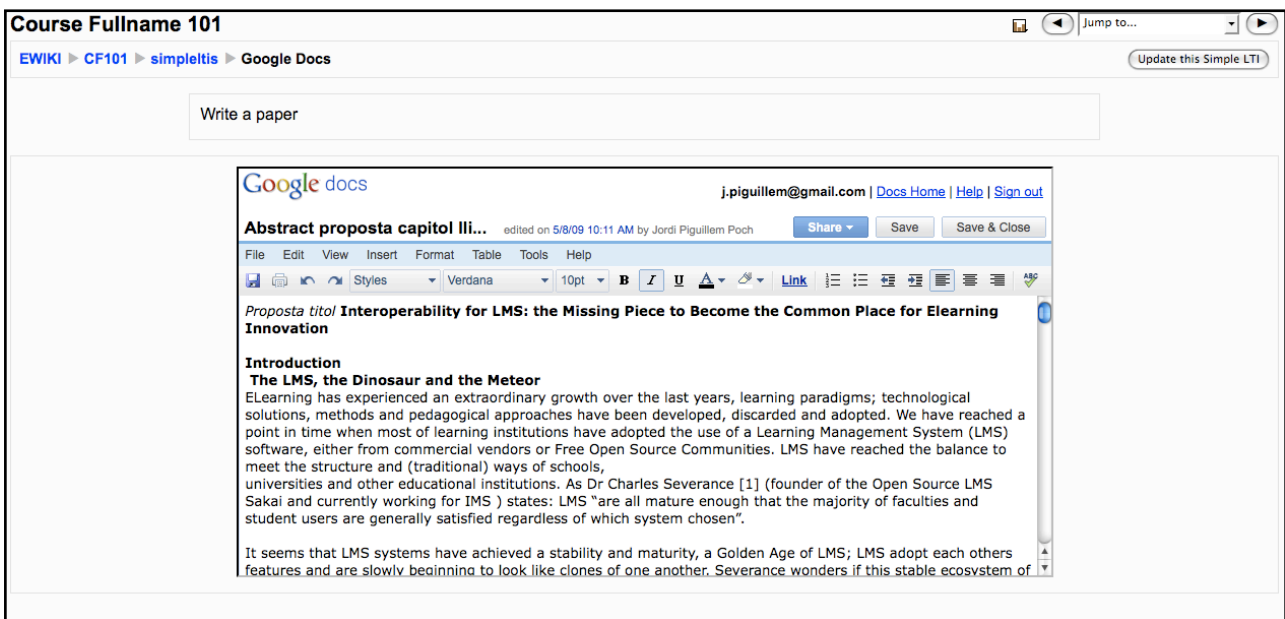 Course Fullname 101
Jump to...
EWIKI ▶ CF101 ▶ simpleltis ▶ Google Docs
Update this Simple LTI
Write a paper
Google docs
j.piguillem@gmail.com | Docs Home | Help | Sign out
Abstract proposta capitol lli... edited on 5/8/09 10:11 AM by Jordi Piguillem Poch Share Save Save & Close
File Edit View Insert Format Table Tools Help
Styles Verdana 10pt B I U A Link ABC
Proposta titol Interoperability for LMS: the Missing Piece to Become the Common Place for Elearning
Innovation
Introduction
The LMS, the Dinosaur and the Meteor
ELearning has experienced an extraordinary growth over the last years, learning paradigms; technological
solutions, methods and pedagogical approaches have been developed, discarded and adopted. We have reached a
point in time when most of learning institutions have adopted the use of a Learning Management System (LMS)
software, either from commercial vendors or Free Open Source Communities. LMS have reached the balance to
meet the structure and (traditional) ways of schools,
universities and other educational institutions. As Dr Charles Severance [1] (founder of the Open Source LMS
Sakai and currently working for IMS ) states: LMS “are all mature enough that the majority of faculties and
student users are generally satisfied regardless of which system chosen”.
It seems that LMS systems have achieved a stability and maturity, a Golden Age of LMS; LMS adopt each others
features and are slowly beginning to look like clones of one another. Severance wonders if this stable ecosystem of